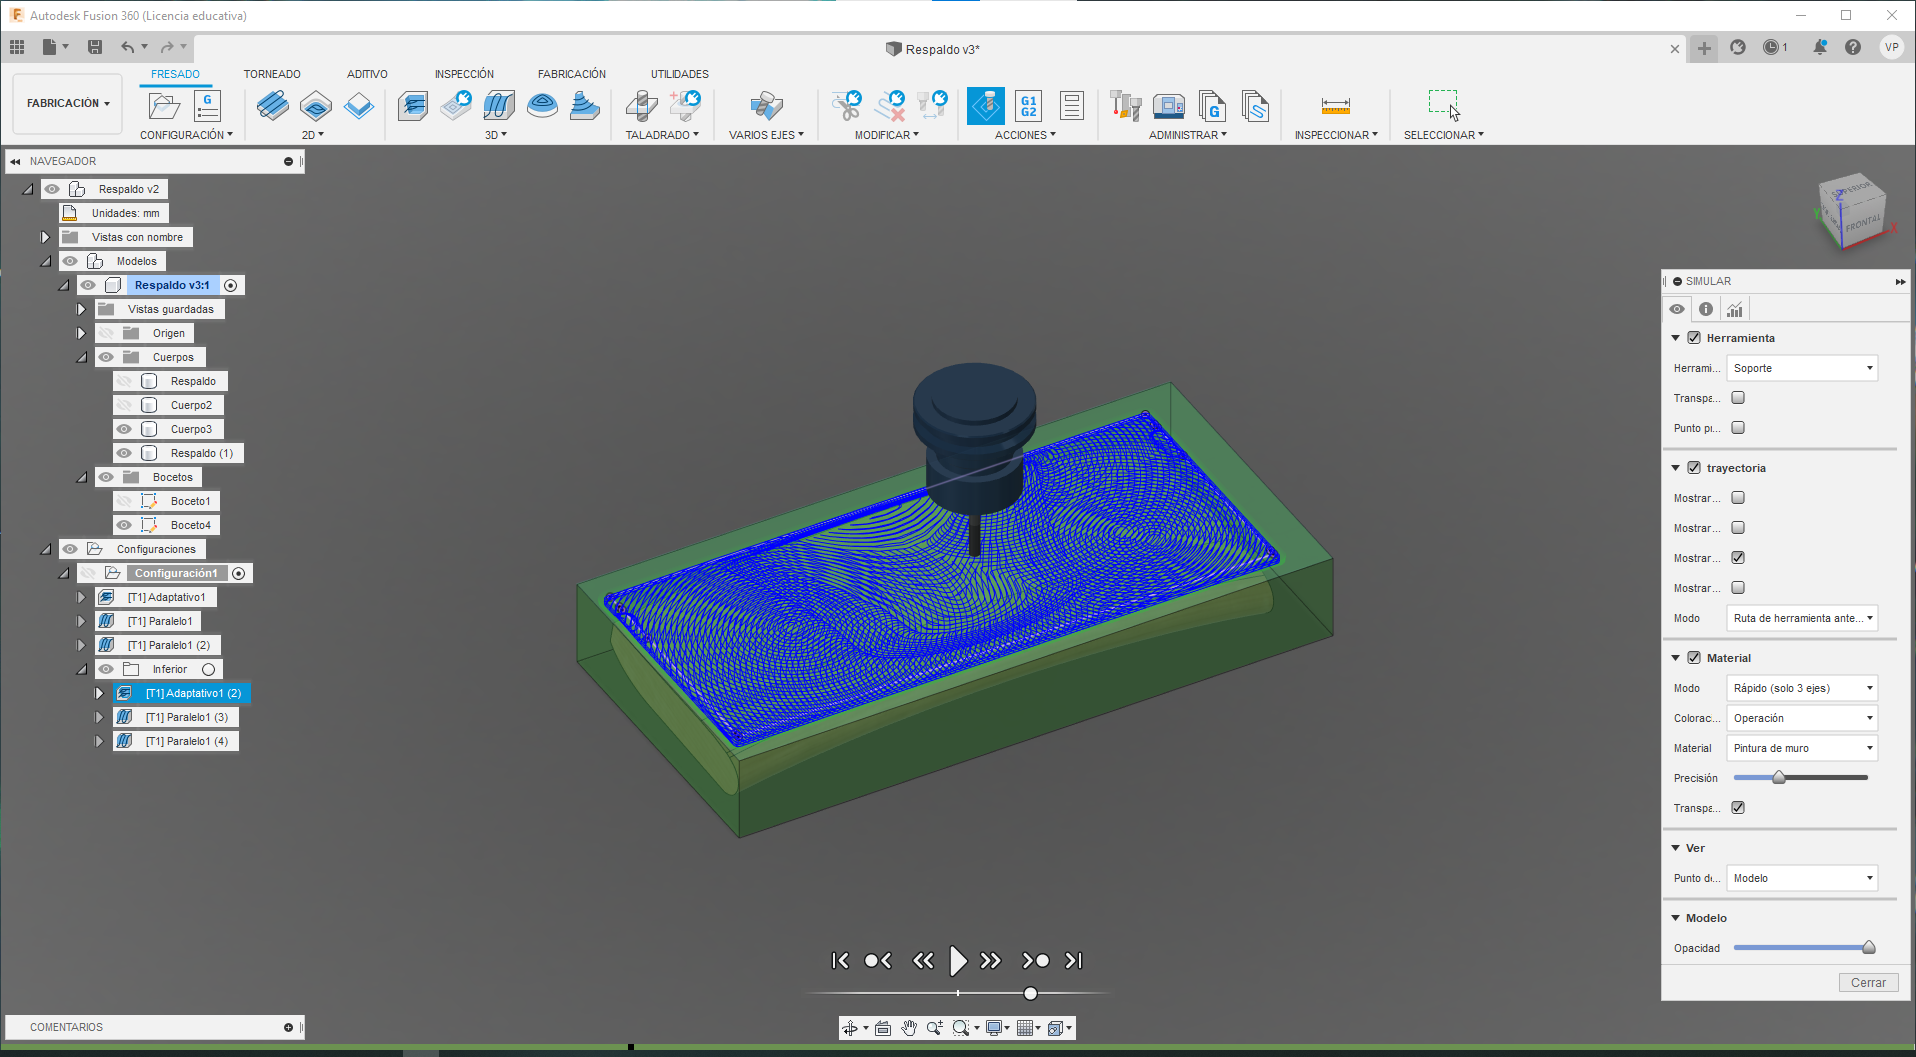 Autodesk Fusion 360 (Licencia educativa)
Respaldo v3*
1
VP
FABRICACIÓN
FRESADO
TORNEADO
ADITIVO
INSPECCIÓN
FABRICACIÓN
UTILIDADES
G
G1
G2
G
CONFIGURACIÓN
2D
3D
TALADRADO
VARIOS EJES
MODIFICAR
ACCIONES
ADMINISTRAR
INSPECCIONAR
SELECCIONAR
NAVEGADOR
Respaldo v2
Unidades: mm
Vistas con nombre
Modelos
Respaldo v3:1
Vistas guardadas
Origen
Cuerpos
Respaldo
Cuerpo2
Cuerpo3
Respaldo (1)
Bocetos
Boceto1
Boceto4
Configuraciones
Configuración1
[T1] Adaptativo1
[T1] Paralelo1
[T1] Paralelo1 (2)
Inferior
[T1] Adaptativo1 (2)
[T1] Paralelo1 (3)
[T1] Paralelo1 (4)
SUPERIOR
FRONTAL
Z
Y
X
SIMULAR
Herramienta
Herrami... Soporte
Transpa...
Punto pi...
trayectoria
Mostrar...
Mostrar...
Mostrar...
Mostrar...
Modo Ruta de herramienta ante...
Material
Modo Rápido (solo 3 ejes)
Colorac... Operación
Material Pintura de muro
Precisión
Transpa...
Ver
Punto de... Modelo
Modelo
Opacidad
Cerrar
COMENTARIOS